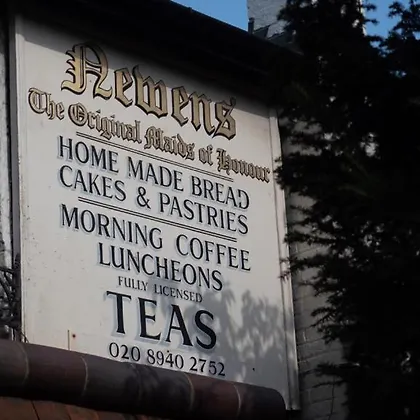 Newens
The Original Maids of Honour
HOME MADE BREAD
CAKES & PASTRIES
MORNING COFFEE
LUNCHEONS
FULLY LICENSED
TEAS
020 8940 2752